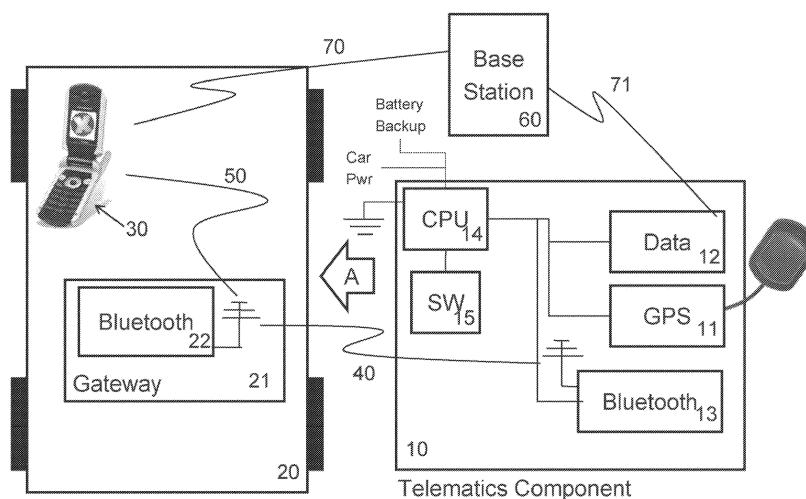 70
Base
Station
60
71
Battery
Backup
Car
Pwr
50
30
CPU
14
Data
12
A
SW
15
GPS
11
Bluetooth
22
Gateway
21
40
Bluetooth
13
20
10
Telematics Component